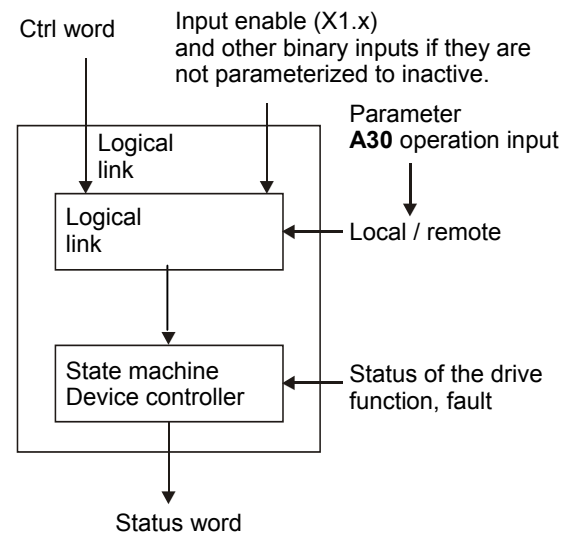 Ctrl word
Input enable (X1.x)
and other binary inputs if they are
not parameterized to inactive.
Parameter
A30 operation input
Logical
link
Logical
link
Local / remote
State machine
Device controller
Status of the drive
function, fault
Status word